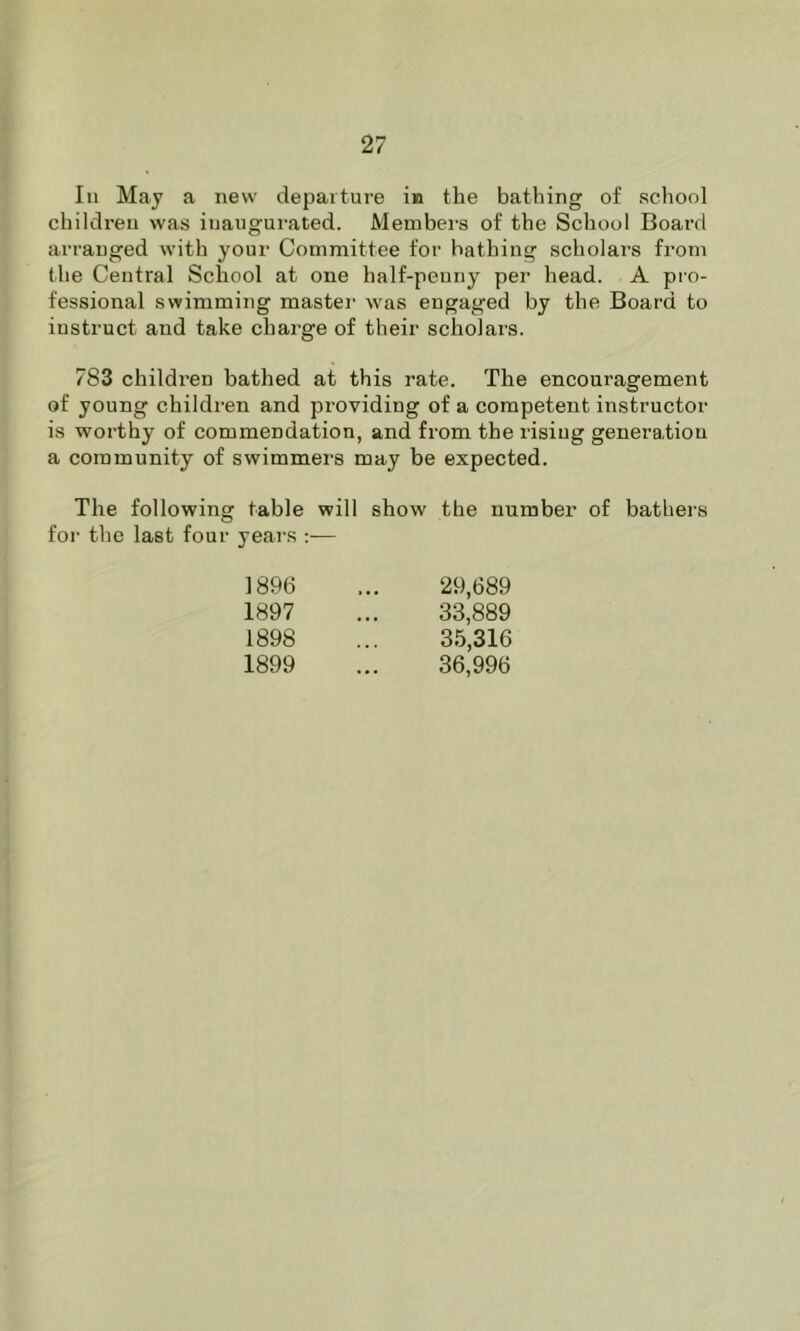 27
In May a new departure in the bathing of school
children was inaugurated. Members of the School Board
arranged with your Committee for bathing scholars from
the Central School at one half-penny per head. A pro-
fessional swimming master was engaged by the Board to
instruct and take charge of their scholars.
783 children bathed at this rate. The encouragement
of young children and providing of a competent instructor
is worthy of commendation, and from the rising generation
a community of swimmers may be expected.
The following table will show the number of bathers
for the last four years :—
1896 ... 29,689
1897 ... 33,889
1898 ... 35,316
1899 ... 36,996